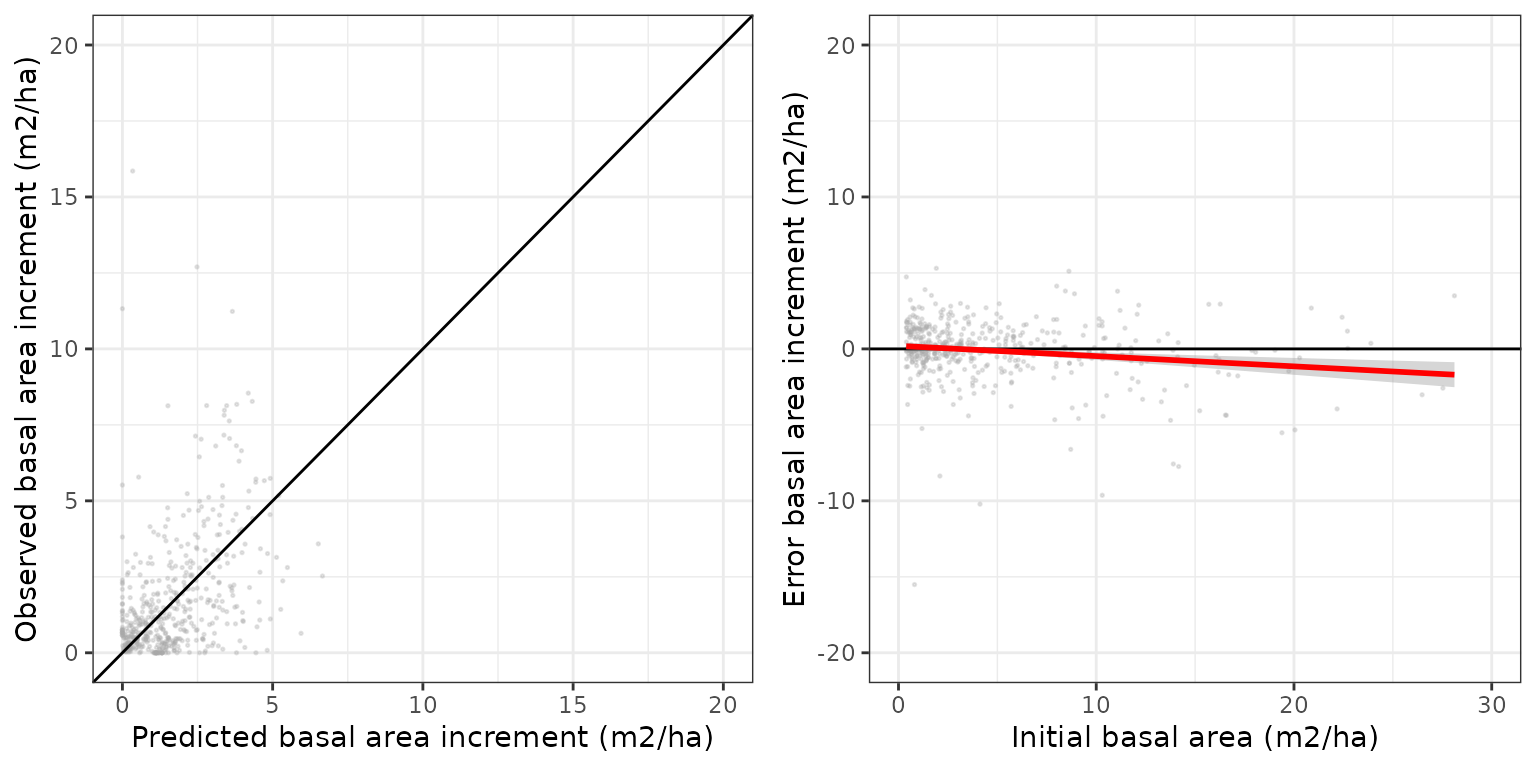 20
15
10
5
0
Observed basal area increment (m2/ha)
0 5 10 15 20
Predicted basal area increment (m2/ha)
20
10
0
-10
-20
Error basal area increment (m2/ha)
0 10 20 30
Initial basal area (m2/ha)